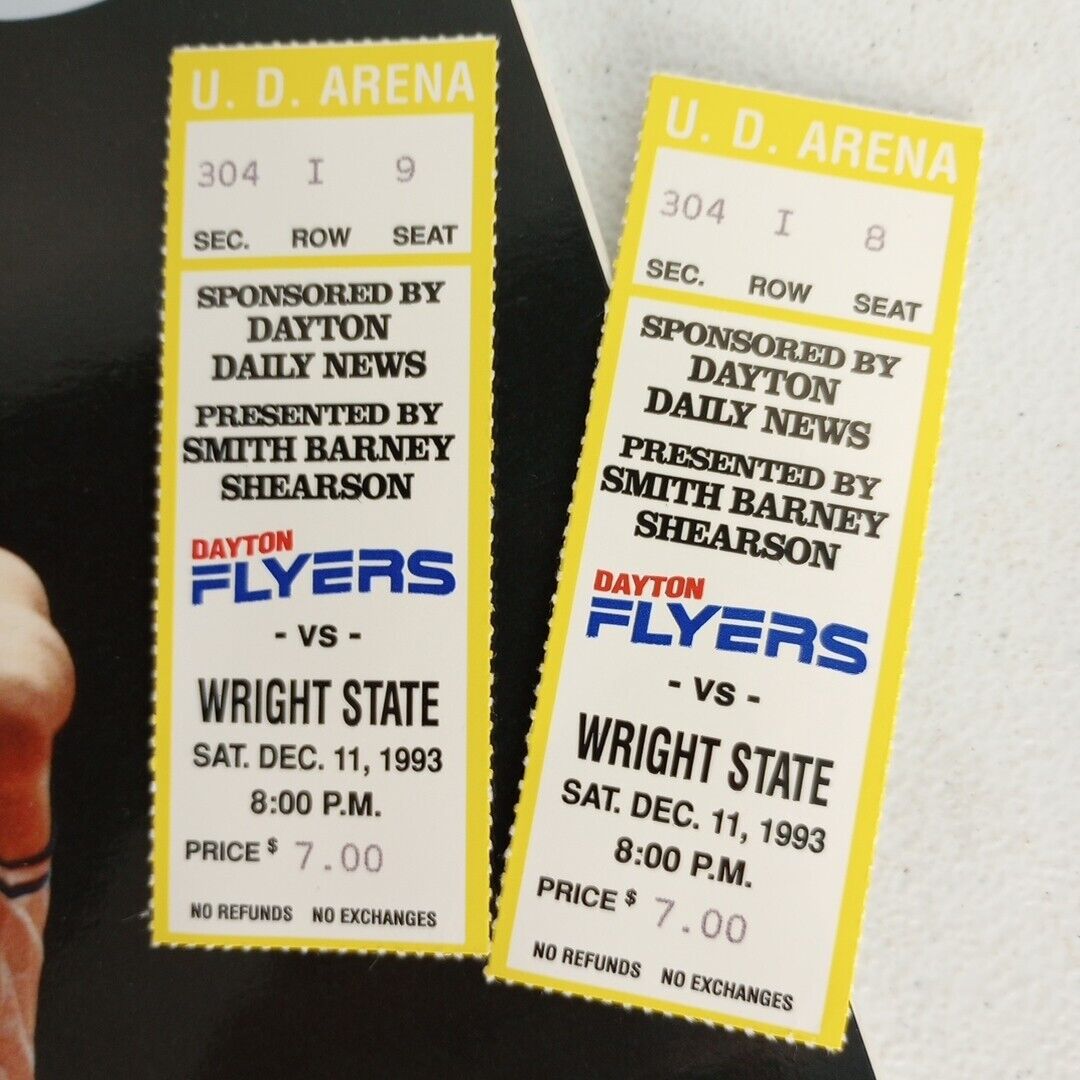 U. D. ARENA
304 I 9
SEC. ROW SEAT
SPONSORED BY
DAYTON
DAILY NEWS
PRESENTED BY
SMITH BARNEY
SHEARSON
DAYTON
FLYERS
- VS -
WRIGHT STATE
SAT. DEC. 11, 1993
8:00 P.M.
PRICE $ 7.00
NO REFUNDS NO EXCHANGES
U. D. ARENA
304 I 8
SEC. ROW SEAT
SPONSORED BY
DAYTON
DAILY NEWS
PRESENTED BY
SMITH BARNEY
SHEARSON
DAYTON
FLYERS
- VS -
WRIGHT STATE
SAT. DEC. 11, 1993
8:00 P.M.
PRICE $ 7.00
NO REFUNDS NO EXCHANGES